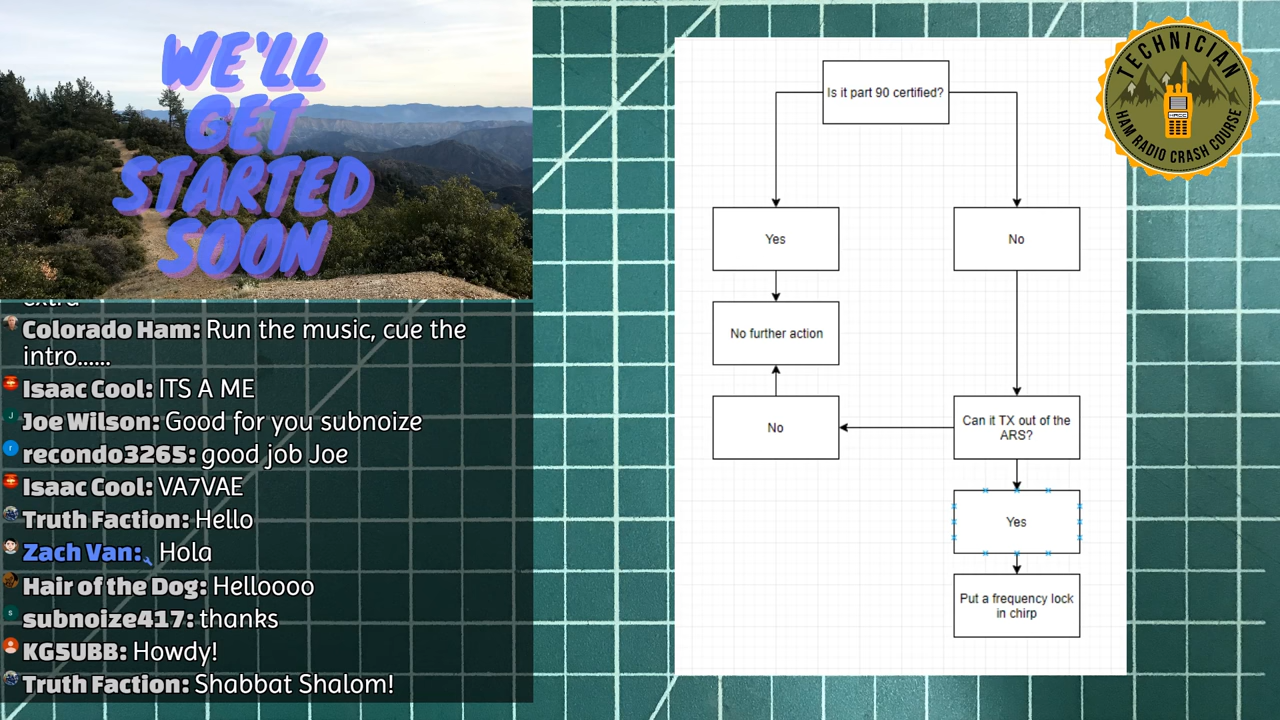 WE'LL
GET
STARTED
SOON
extra
Colorado Ham: Run the music, cue the
intro......
Isaac Cool: ITS A ME
Joe Wilson: Good for you subnoize
recondo3265: good job Joe
Isaac Cool: VA7VAE
Truth Faction: Hello
Zach Van: Hola
Hair of the Dog: Helloooo
subnoize417: thanks
KG5UBB: Howdy!
Truth Faction: Shabbat Shalom!
Is it part 90 certified?
Yes
No
No further action
No
Can it TX out of the
ARS?
Yes
Put a frequency lock
in chirp
TECHNICIAN
HRCC
HAM RADIO CRASH COURSE